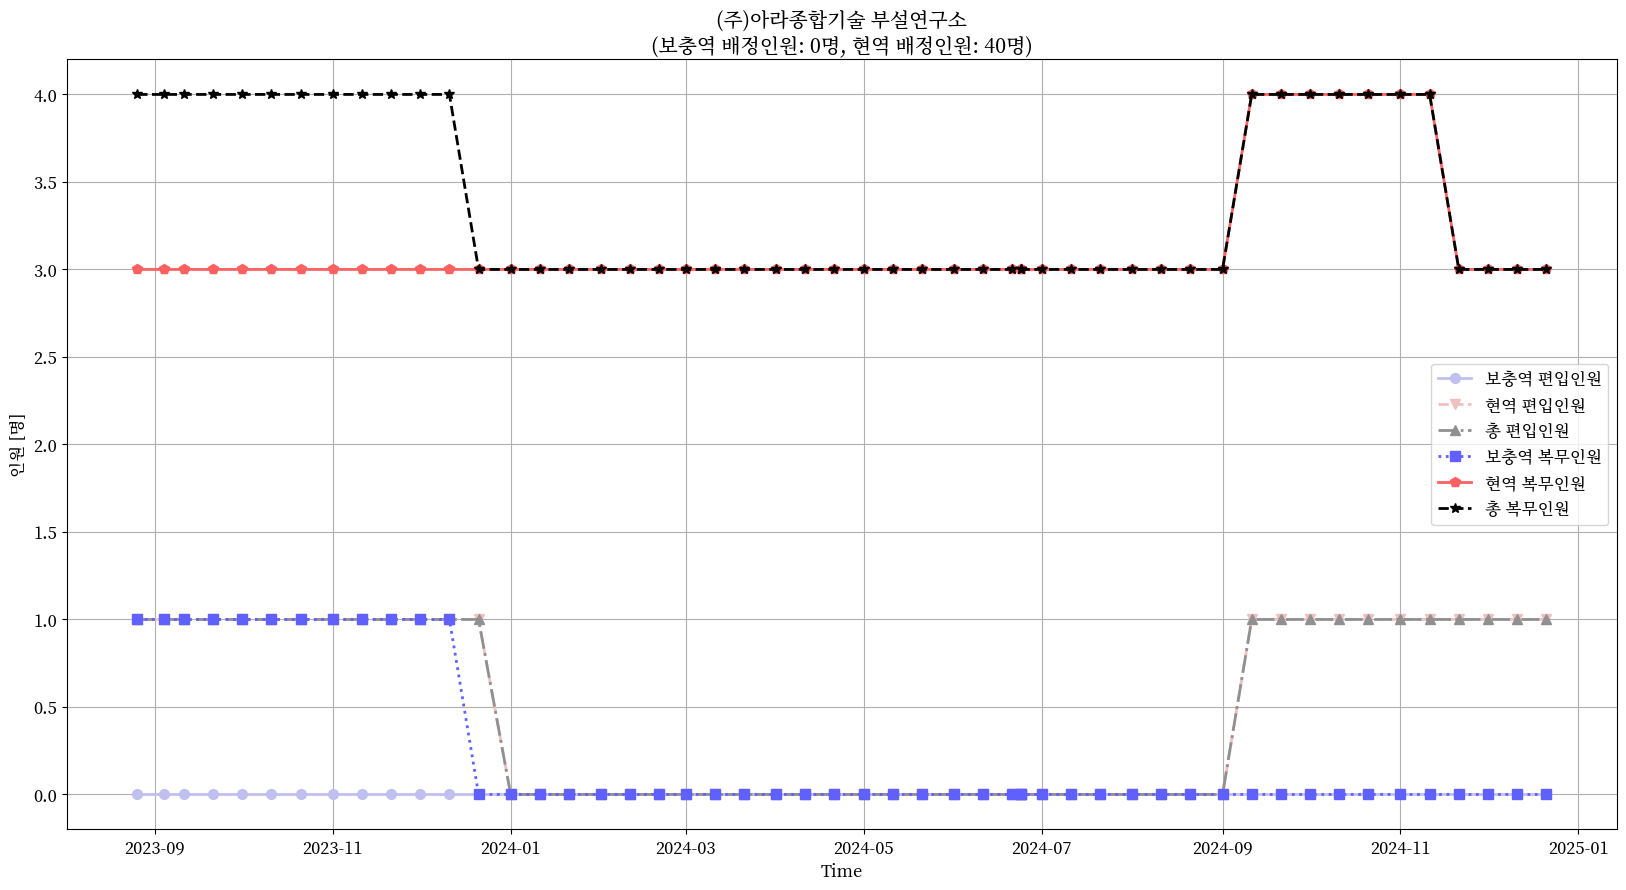 (주)아라종합기술 부설연구소
(보충역 배정인원: 0명, 현역 배정인원: 40명)
4.0
3.5
3.0
2.5
2.0
1.5
1.0
0.5
0.0
인원 [명]
보충역 편입인원
현역 편입인원
총 편입인원
보충역 복무인원
현역 복무인원
총 복무인원
2023-09 2023-11 2024-01 2024-03 2024-05 2024-07 2024-09 2024-11 2025-01
Time